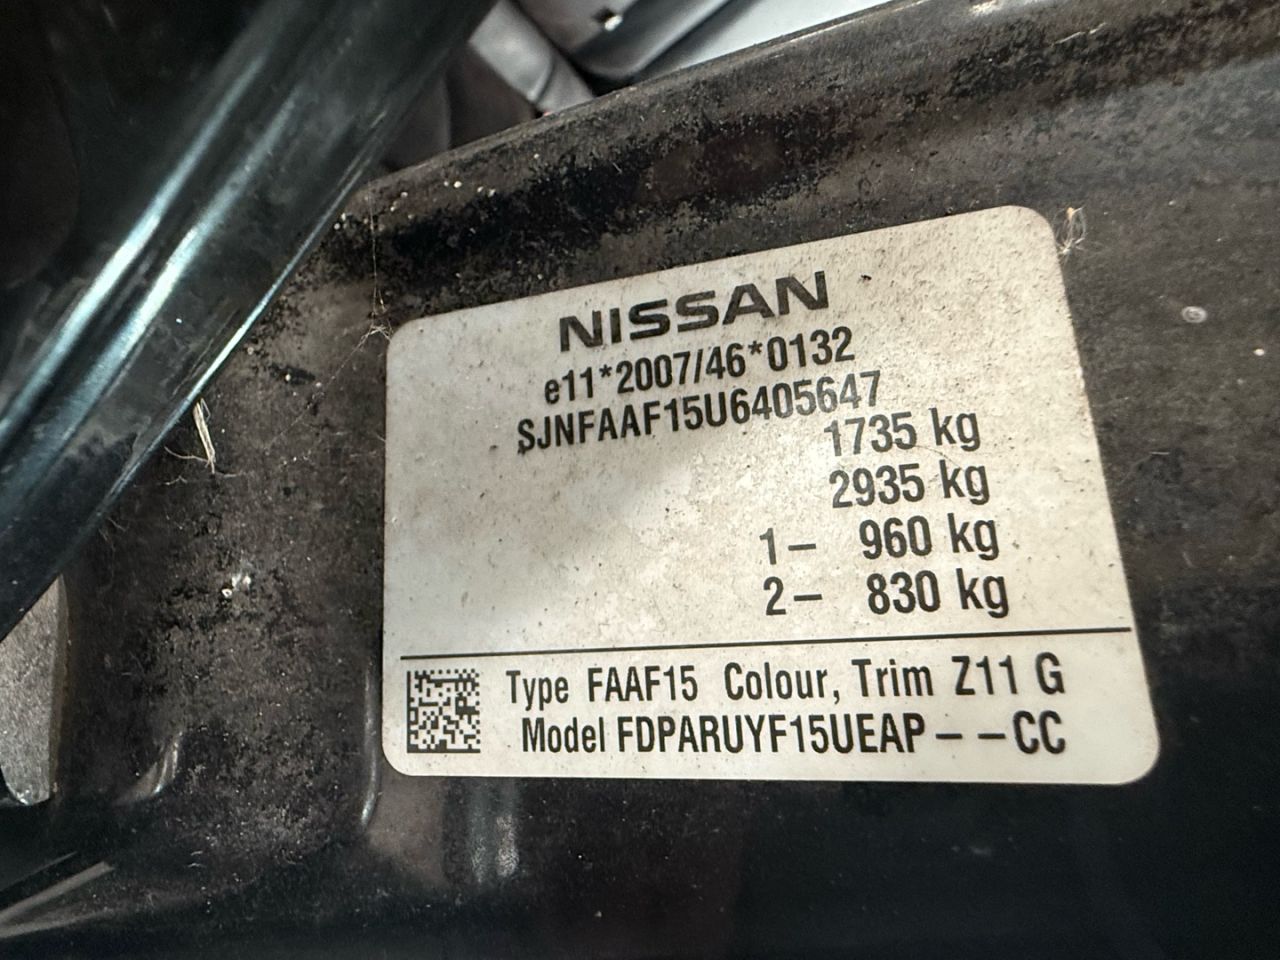 NISSAN
e11*2007/46*0132
SJNFAAF15U6405647
1735 kg
2935 kg
1- 960 kg
2- 830 kg
Type FAAF15 Colour, Trim Z11 G
Model FDPARUYF15UEAP--CC